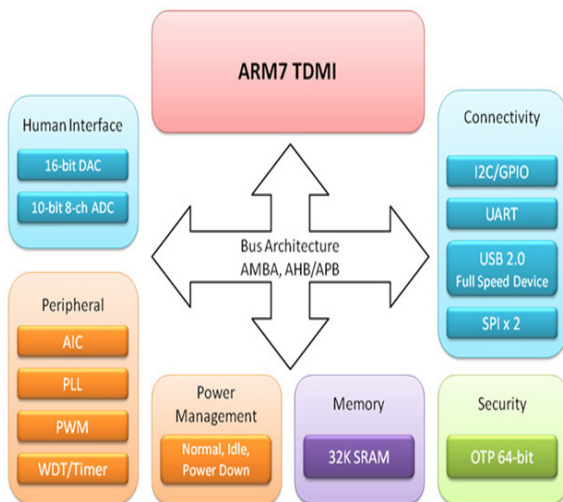 ARM7 TDMI
Human Interface
16-bit DAC
10-bit 8-ch ADC
Connectivity
I2C/GPIO
UART
USB 2.0
Full Speed Device
SPI x 2
Bus Architecture
AMBA, AHB/APB
Peripheral
AIC
PLL
PWM
WDT/Timer
Power
Management
Normal, Idle,
Power Down
Memory
32K SRAM
Security
OTP 64-bit